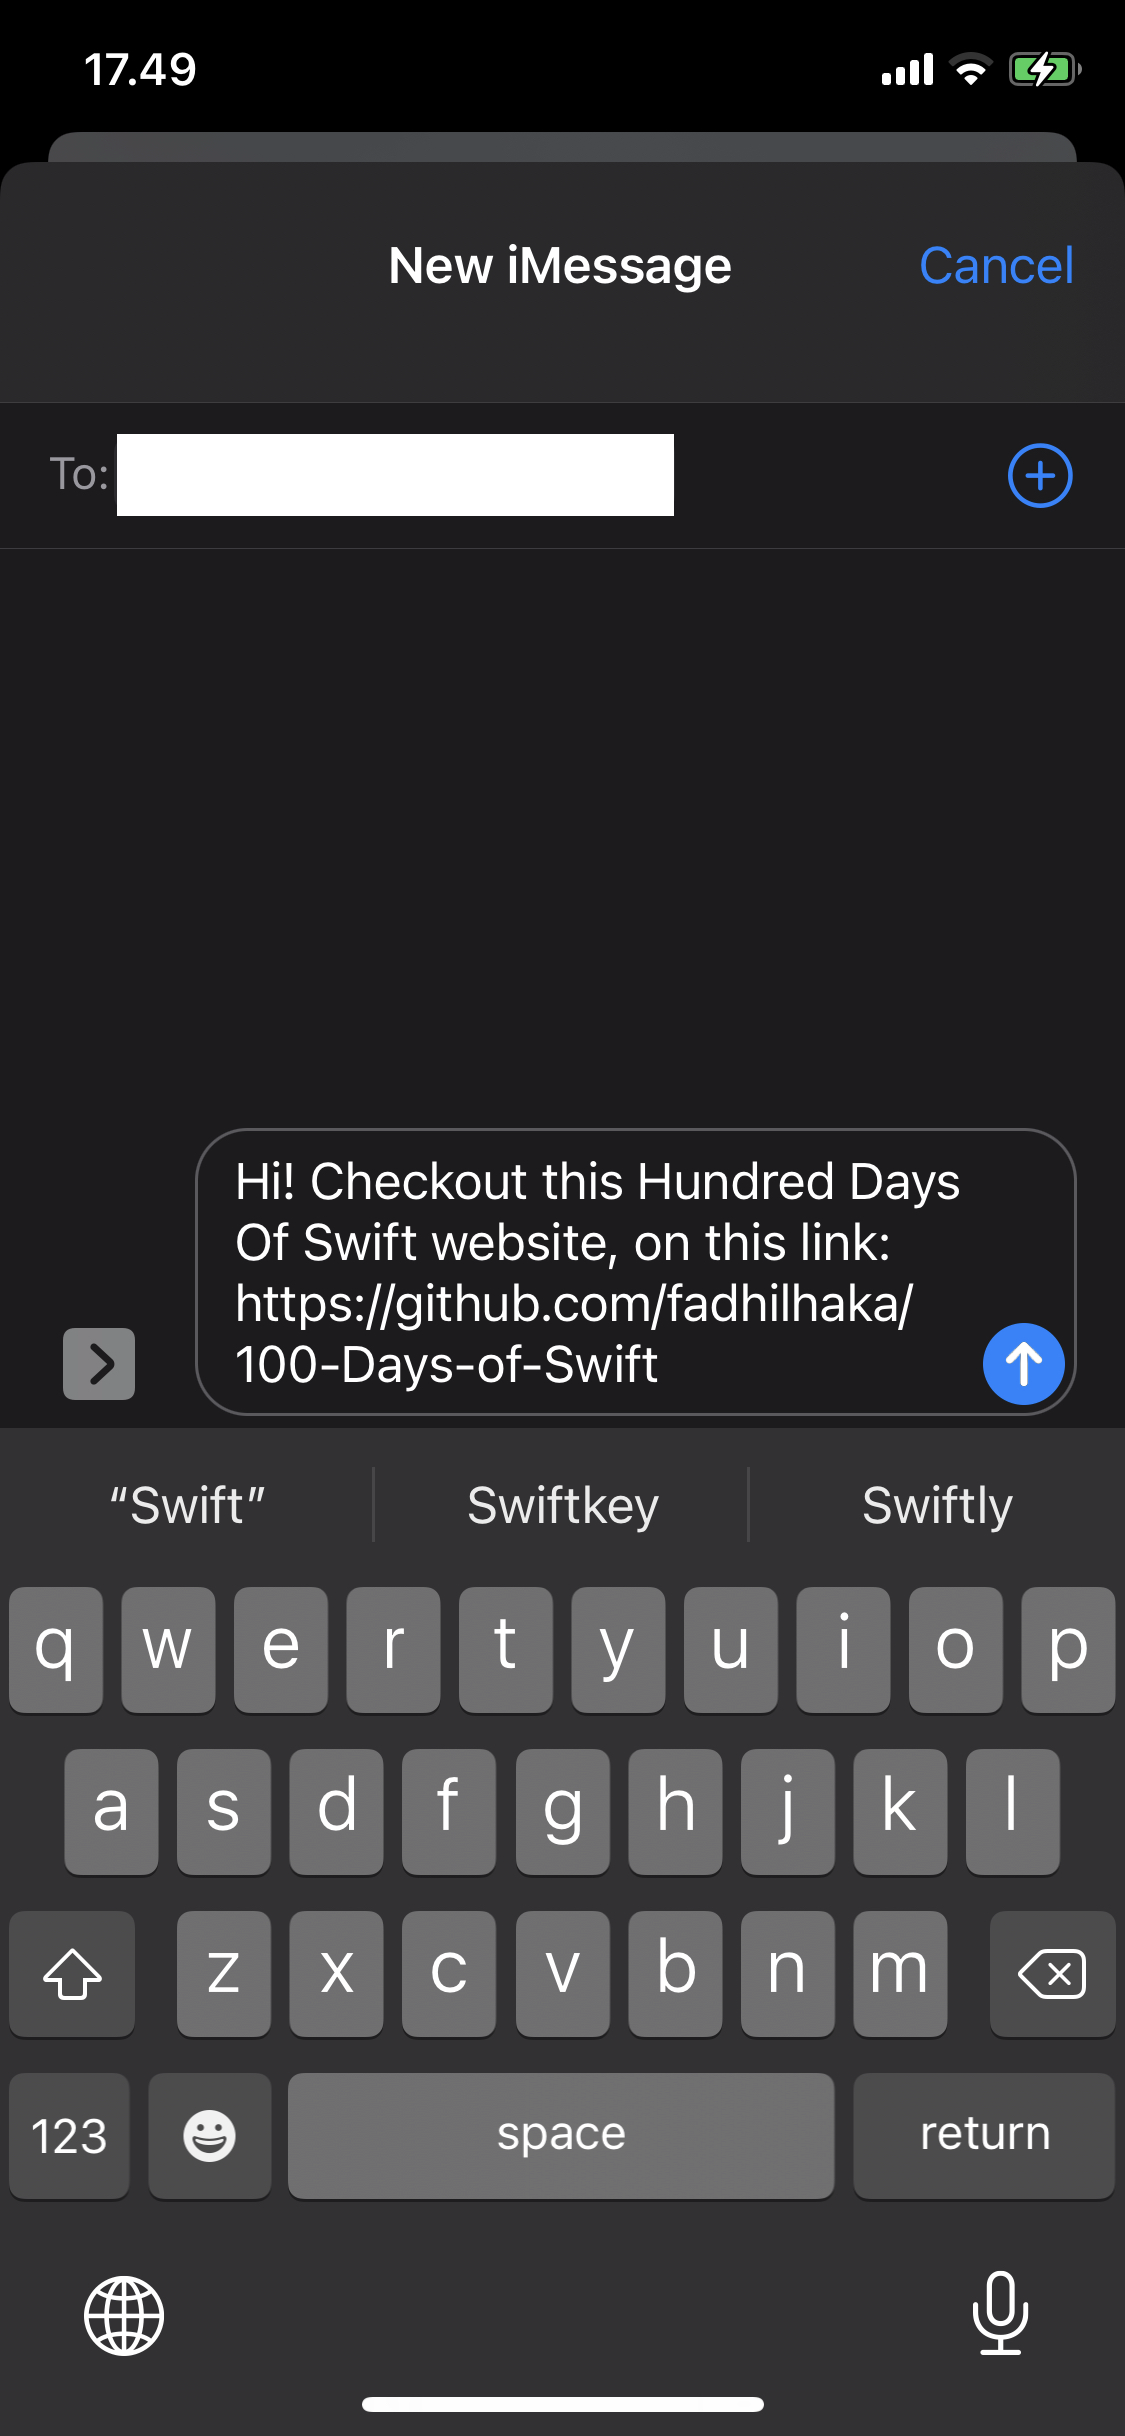 17.49
New iMessage
Cancel
To:
Hi! Checkout this Hundred Days
Of Swift website, on this link:
https://github.com/fadhilhaka/
100-Days-of-Swift
“Swift”
Swiftkey
Swiftly
q w e r t y u i o p
a s d f g h j k l
z x c v b n m
123
space
return